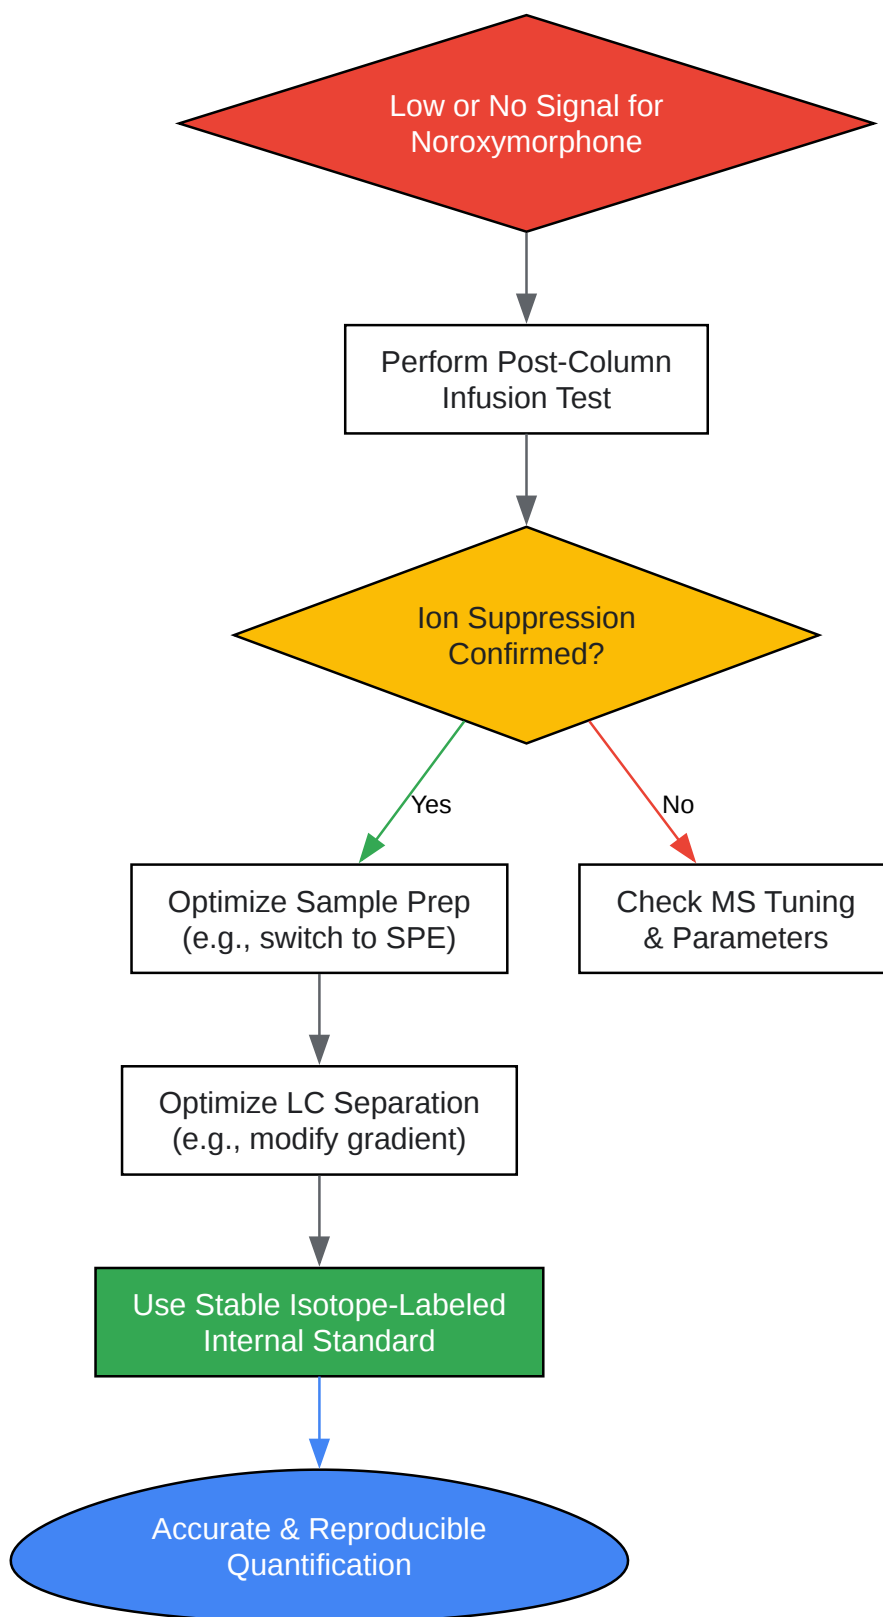 Low or No Signal for
Noroxymorphone
Perform Post-Column
Infusion Test
Ion Suppression
Confirmed?
Yes
No
Optimize Sample Prep
(e.g., switch to SPE)
Check MS Tuning
& Parameters
Optimize LC Separation
(e.g., modify gradient)
Use Stable Isotope-Labeled
Internal Standard
Accurate & Reproducible
Quantification